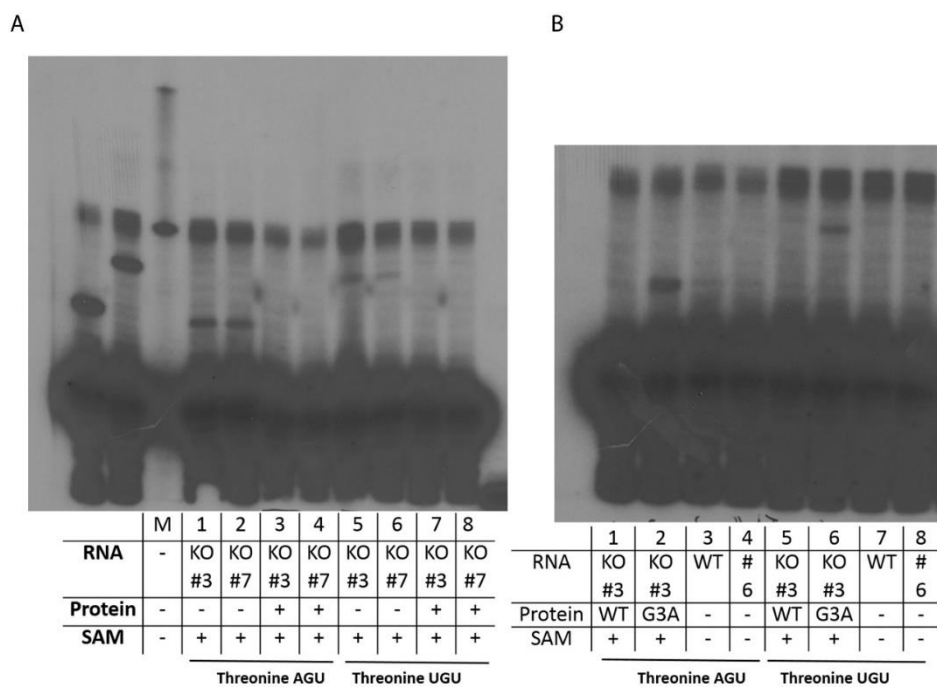 A
B
M 1 2 3 4 5 6 7 8
RNA - KO #3 KO #7 KO #3 KO #7 KO #3 KO #7 KO #3 KO #7
Protein - - - + + - - + +
SAM - + + + + + + + +
Threonine AGU Threonine UGU
1 2 3 4 5 6 7 8
RNA KO #3 KO #3 WT # 6 KO #3 KO #3 WT # 6
Protein WT G3A - - WT G3A - -
SAM + + - - + + - -
Threonine AGU Threonine UGU